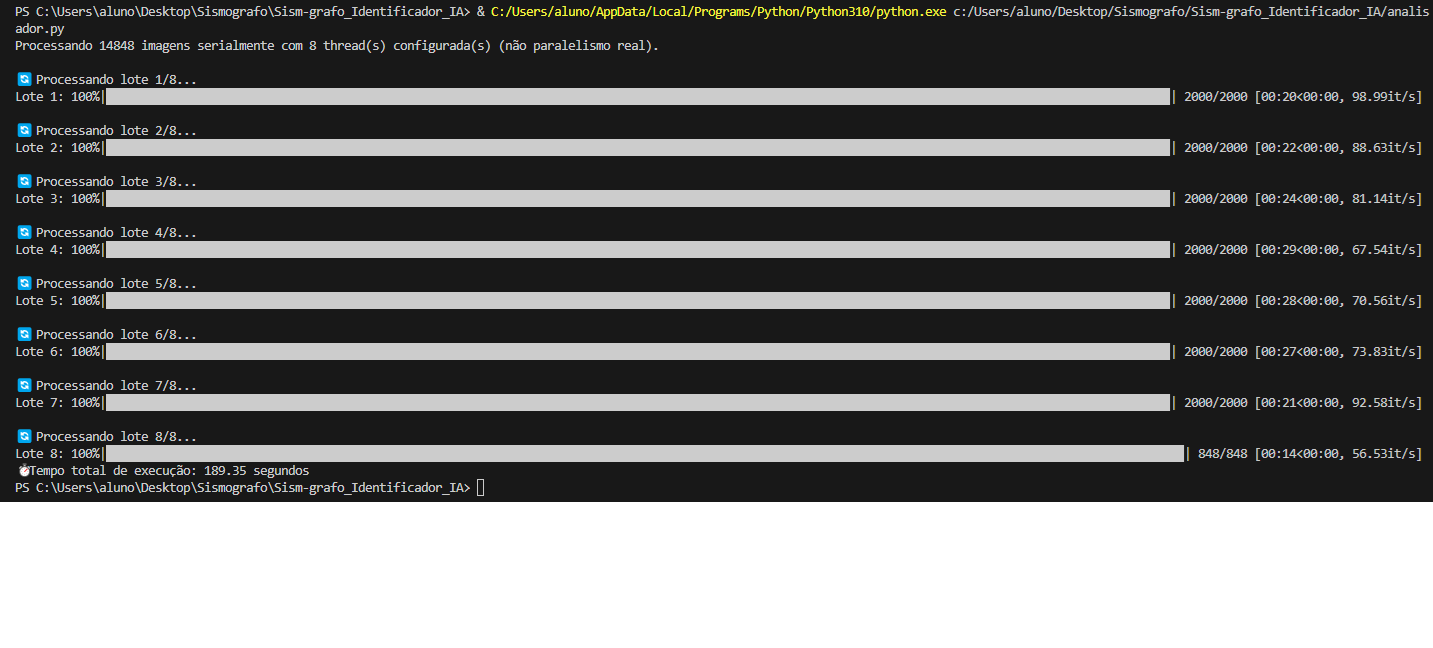 PS C:\Users\aluno\Desktop\Sismografo\Sism-grafo_Identificador_IA> & C:/Users/aluno/AppData/Local/Programs/Python/Python310/python.exe c:/Users/aluno/Desktop/Sismografo/Sism-grafo_Identificador_IA/analis
ador.py
Processando 14848 imagens serialmente com 8 thread(s) configurada(s) (não paralelismo real).
🔄 Processando lote 1/8...
Lote 1: 100%|██████████| 2000/2000 [00:20<00:00, 98.99it/s]
🔄 Processando lote 2/8...
Lote 2: 100%|██████████| 2000/2000 [00:22<00:00, 88.63it/s]
🔄 Processando lote 3/8...
Lote 3: 100%|██████████| 2000/2000 [00:24<00:00, 81.14it/s]
🔄 Processando lote 4/8...
Lote 4: 100%|██████████| 2000/2000 [00:29<00:00, 67.54it/s]
🔄 Processando lote 5/8...
Lote 5: 100%|██████████| 2000/2000 [00:28<00:00, 70.56it/s]
🔄 Processando lote 6/8...
Lote 6: 100%|██████████| 2000/2000 [00:27<00:00, 73.83it/s]
🔄 Processando lote 7/8...
Lote 7: 100%|██████████| 2000/2000 [00:21<00:00, 92.58it/s]
🔄 Processando lote 8/8...
Lote 8: 100%|██████████| 848/848 [00:14<00:00, 56.53it/s]
⏱Tempo total de execução: 189.35 segundos
PS C:\Users\aluno\Desktop\Sismografo\Sism-grafo_Identificador_IA>